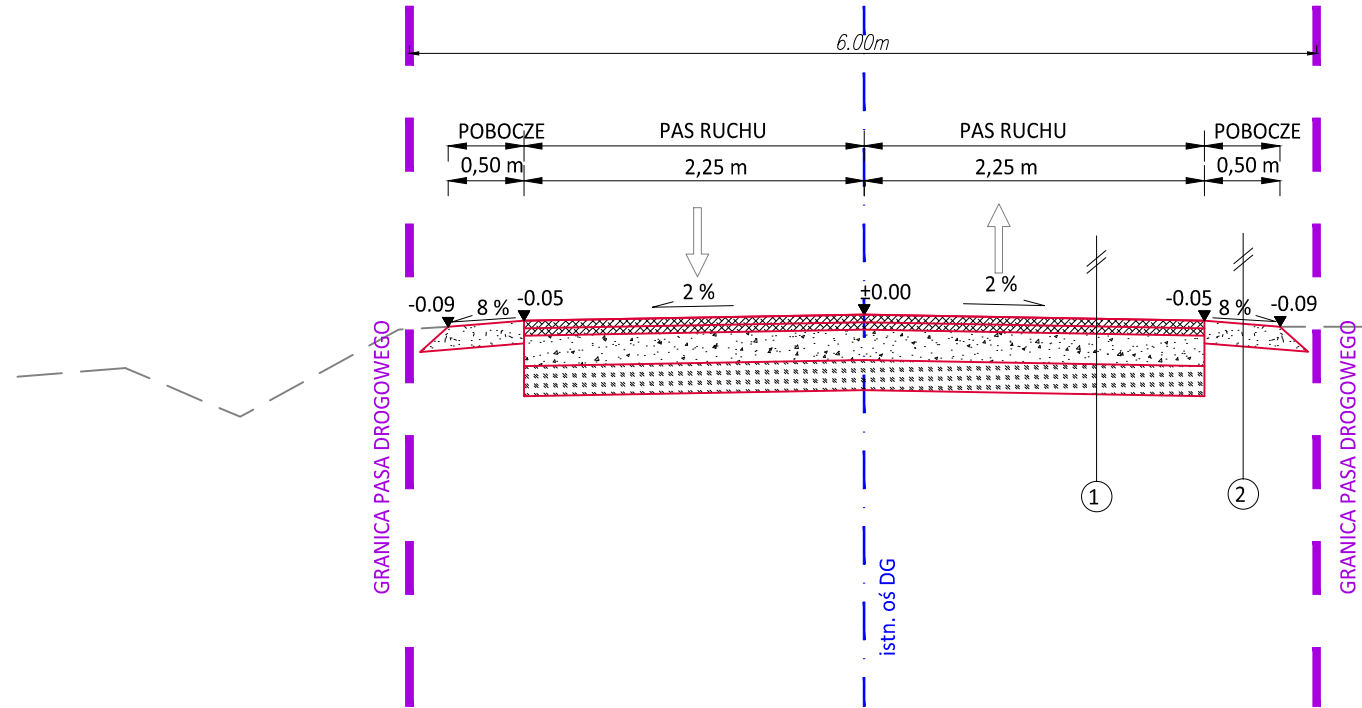 6.00m
POBOCZE
PAS RUCHU
PAS RUCHU
POBOCZE
0,50 m
2,25 m
2,25 m
0,50 m
-0.09
8 %
-0.05
2 %
±0.00
2 %
-0.05
8 %
-0.09
GRANICA PASA DROGOWEGO
GRANICA PASA DROGOWEGO
1
2
istn. oś DG